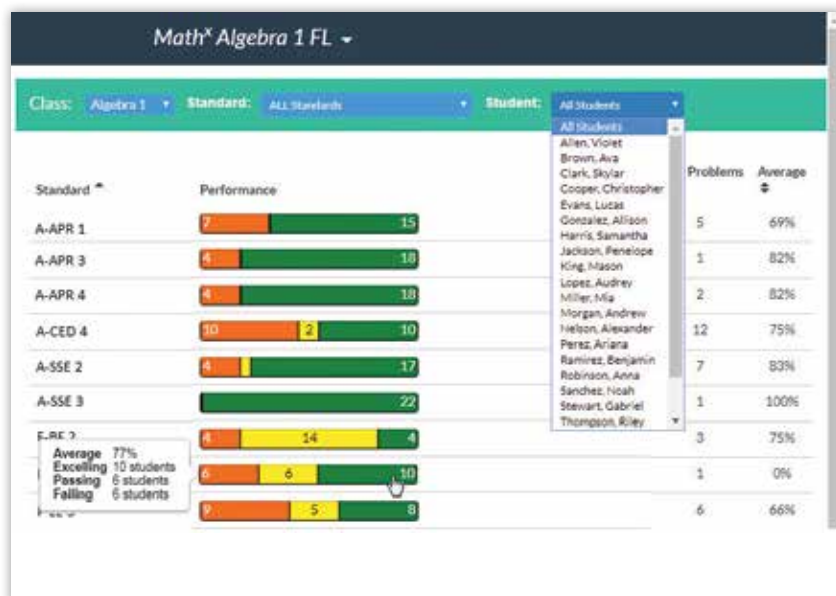 Mathˣ Algebra 1 FL
Class: Algebra 1 Standard: ALL Standards Student: All Students
All Students
Allen, Violet
Brown, Ava
Clark, Skylar
Cooper, Christopher
Evans, Lucas
Gonzalez, Allison
Harris, Samantha
Jackson, Penelope
King, Mason
Lopez, Audrey
Miller, Mia
Morgan, Andrew
Nelson, Alexander
Perez, Ariana
Ramirez, Benjamin
Robinson, Anna
Sanchez, Noah
Stewart, Gabriel
Thompson, Riley
Standard Performance Problems Average
A-APR 1 7 15 5 69%
A-APR 3 4 18 1 82%
A-APR 4 4 18 2 82%
A-CED 4 10 2 10 12 75%
A-SSE 2 4 17 7 83%
A-SSE 3 22 1 100%
4 14 4 3 75%
Average 77%
Excelling 10 students
Passing 6 students
Failing 6 students
6 6 10 1 0%
9 5 8 6 66%